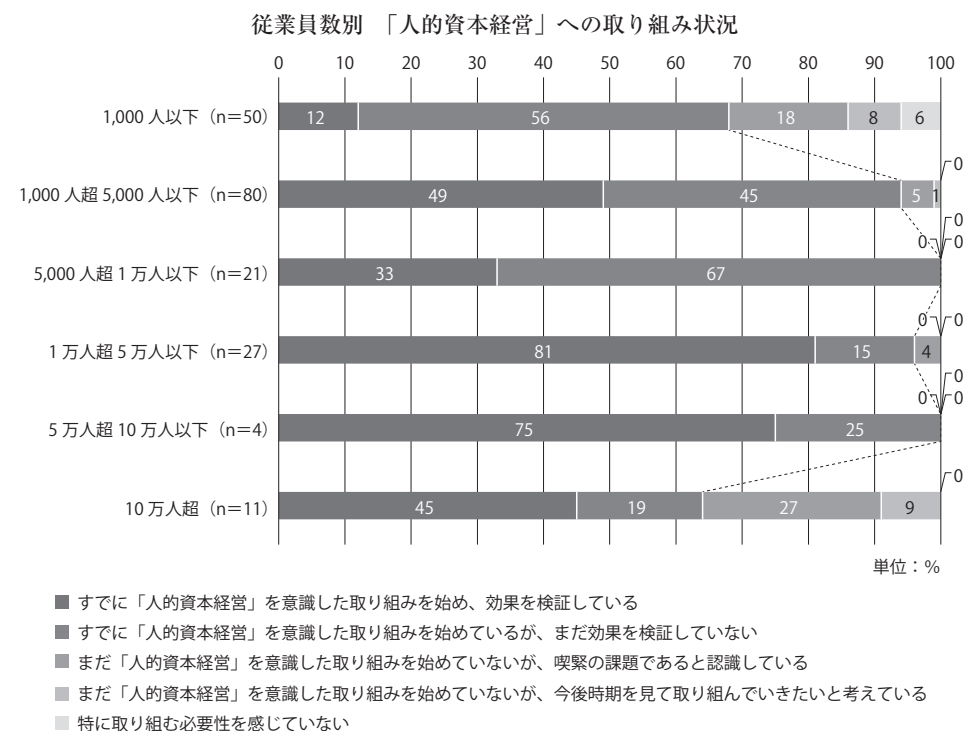 従業員数別 「人的資本経営」への取り組み状況
0 10 20 30 40 50 60 70 80 90 100
1,000 人以下（n＝50） 12 56 18 8 6
0
1,000 人超 5,000 人以下（n＝80） 49 45 5 1
0
0 0
5,000 人超 1 万人以下（n＝21） 33 67
0 0
1 万人超 5 万人以下（n＝27） 81 15 4
0
0 0
5 万人超 10 万人以下（n＝4） 75 25
0
10 万人超（n＝11） 45 19 27 9
単位：%
すでに「人的資本経営」を意識した取り組みを始め、効果を検証している
すでに「人的資本経営」を意識した取り組みを始めているが、まだ効果を検証していない
まだ「人的資本経営」を意識した取り組みを始めていないが、喫緊の課題であると認識している
まだ「人的資本経営」を意識した取り組みを始めていないが、今後時期を見て取り組んでいきたいと考えている
特に取り組む必要性を感じていない